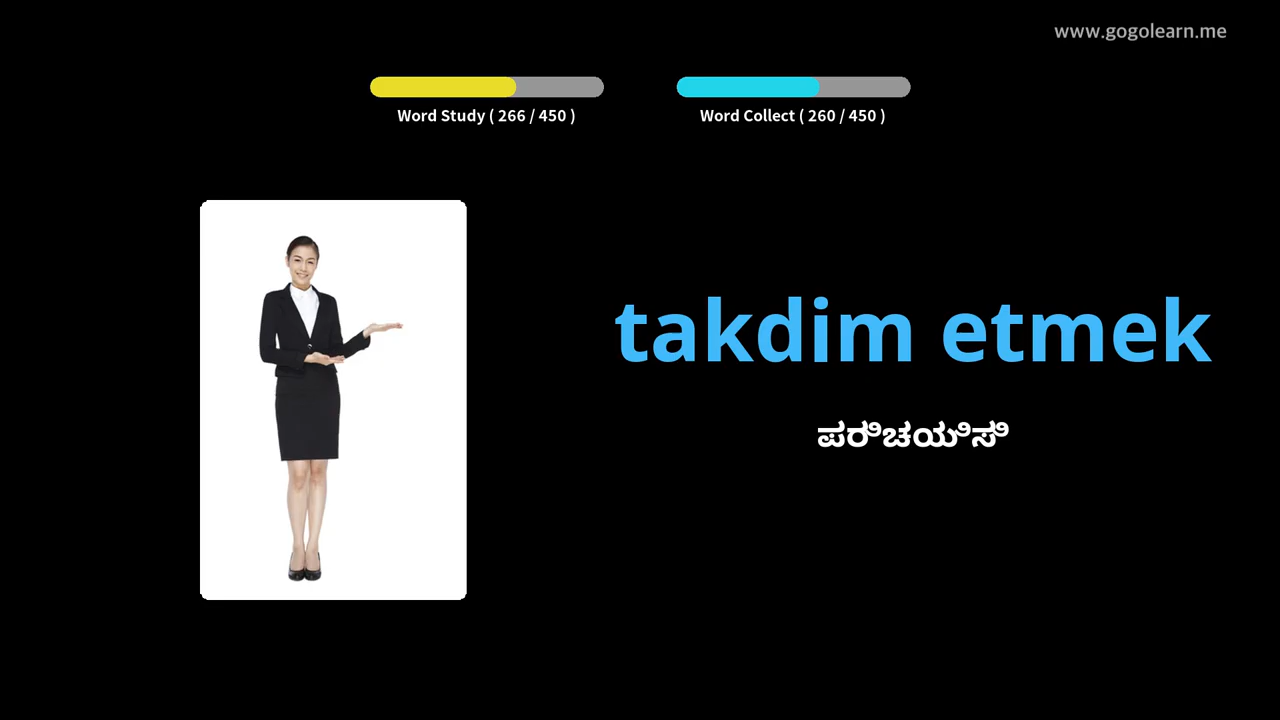 www.gogolearn.me
Word Study ( 266 / 450 )
Word Collect ( 260 / 450 )
takdim etmek
ಪರಿಚಯಿಸಿ